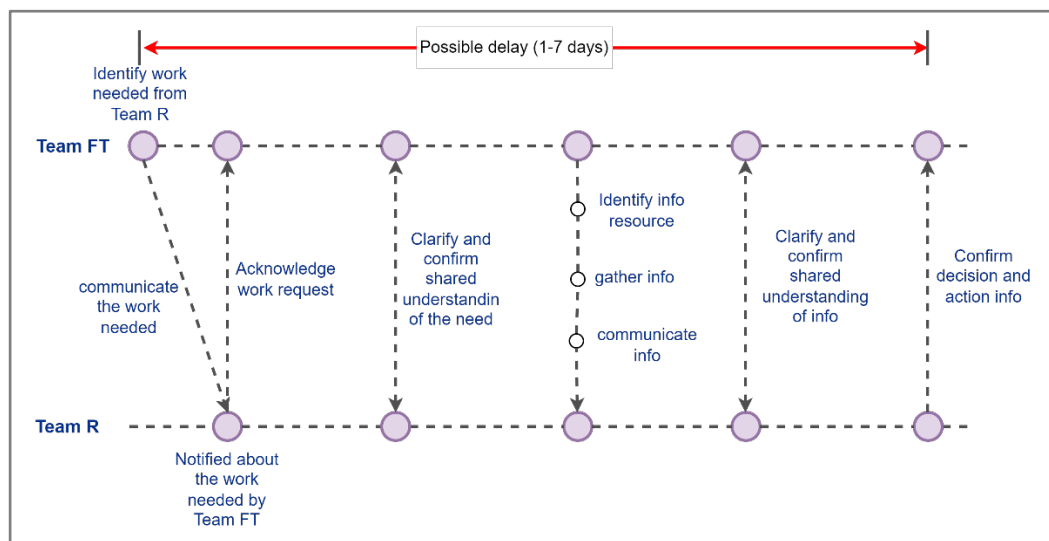 Possible delay (1-7 days)
Identify work
needed from
Team R
Team FT
communicate
the work
needed
Acknowledge
work request
Clarify and
confirm
shared
understandin
of the need
Identify info
resource
gather info
communicate
info
Clarify and
confirm
shared
understanding
of info
Confirm
decision and
action info
Team R
Notified about
the work
needed by
Team FT